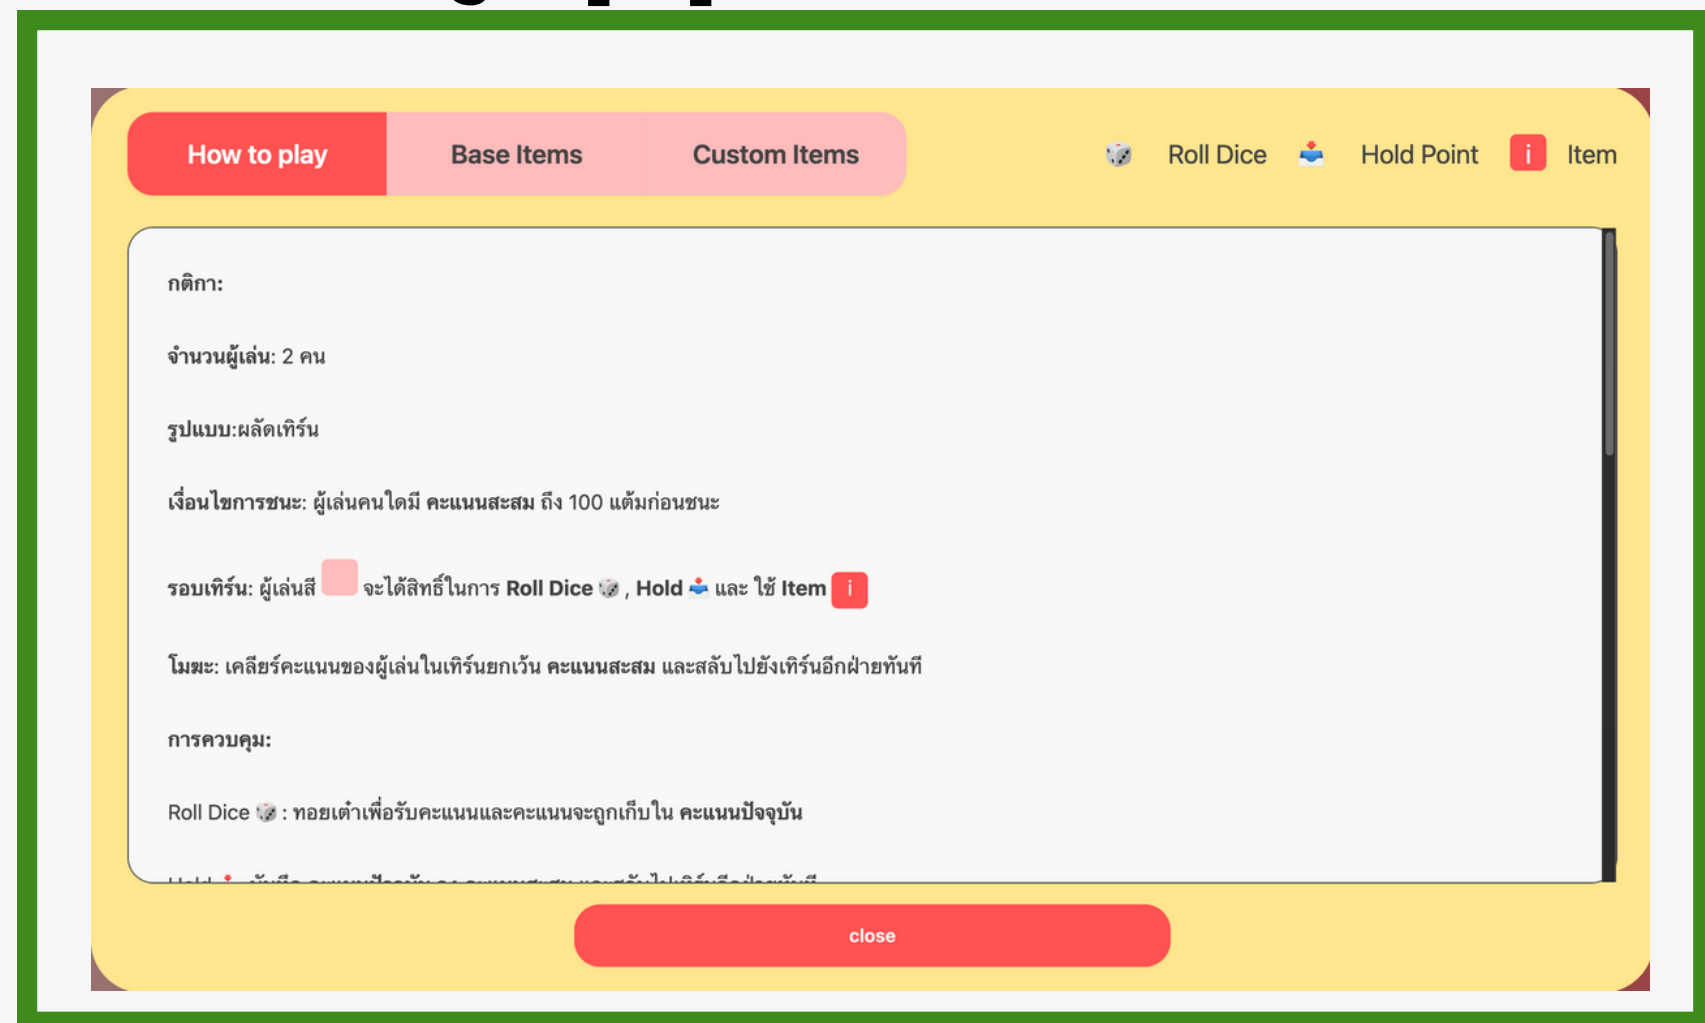 How to play Base Items Custom Items 🎲 Roll Dice 📥 Hold Point i Item
กติกา:
จำนวนผู้เล่น: 2 คน
รูปแบบ:ผลัดเทิร์น
เงื่อนไขการชนะ: ผู้เล่นคนใดมี คะแนนสะสม ถึง 100 แต้มก่อนชนะ
รอบเทิร์น: ผู้เล่นสี จะได้สิทธิ์ในการ Roll Dice 🎲 , Hold 📥 และ ใช้ Item i
โมฆะ: เคลียร์คะแนนของผู้เล่นในเทิร์นยกเว้น คะแนนสะสม และสลับไปยังเทิร์นอีกฝ่ายทันที
การควบคุม:
Roll Dice 🎲 : ทอยเต๋าเพื่อรับคะแนนและคะแนนจะถูกเก็บใน คะแนนปัจจุบัน
close